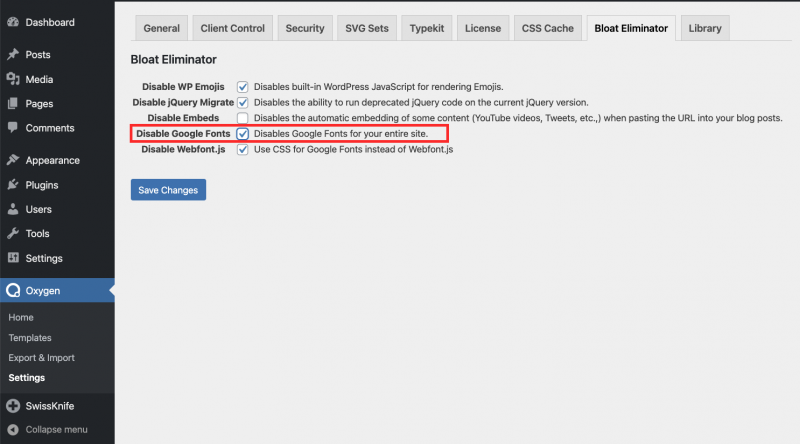 Dashboard
Posts
Media
Pages
Comments
Appearance
Plugins
Users
Tools
Settings
Oxygen
Home
Templates
Export & Import
Settings
SwissKnife
Collapse menu
General Client Control Security SVG Sets Typekit License CSS Cache Bloat Eliminator Library
Bloat Eliminator
Disable WP Emojis Disables built-in WordPress JavaScript for rendering Emojis.
Disable jQuery Migrate Disables the ability to run deprecated jQuery code on the current jQuery version.
Disable Embeds Disables the automatic embedding of some content (YouTube videos, Tweets, etc.,) when pasting the URL into your blog posts.
Disable Google Fonts Disables Google Fonts for your entire site.
Disable Webfont.js Use CSS for Google Fonts instead of Webfont.js
Save Changes